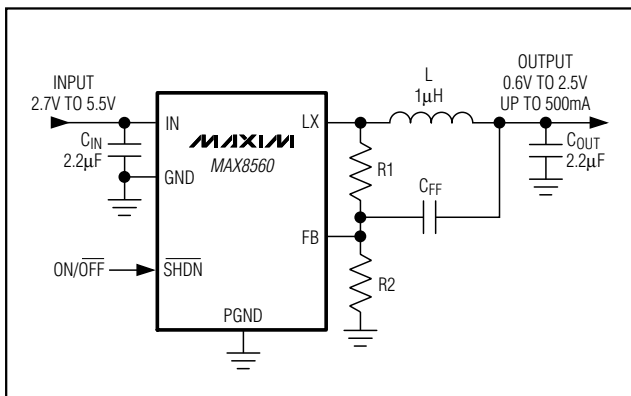 INPUT
2.7V TO 5.5V
IN
CIN
2.2µF
GND
ON/OFF
SHDN
PGND
MAXIM
MAX8560
LX
FB
L
1µH
R1
CFF
R2
OUTPUT
0.6V TO 2.5V
UP TO 500mA
COUT
2.2µF